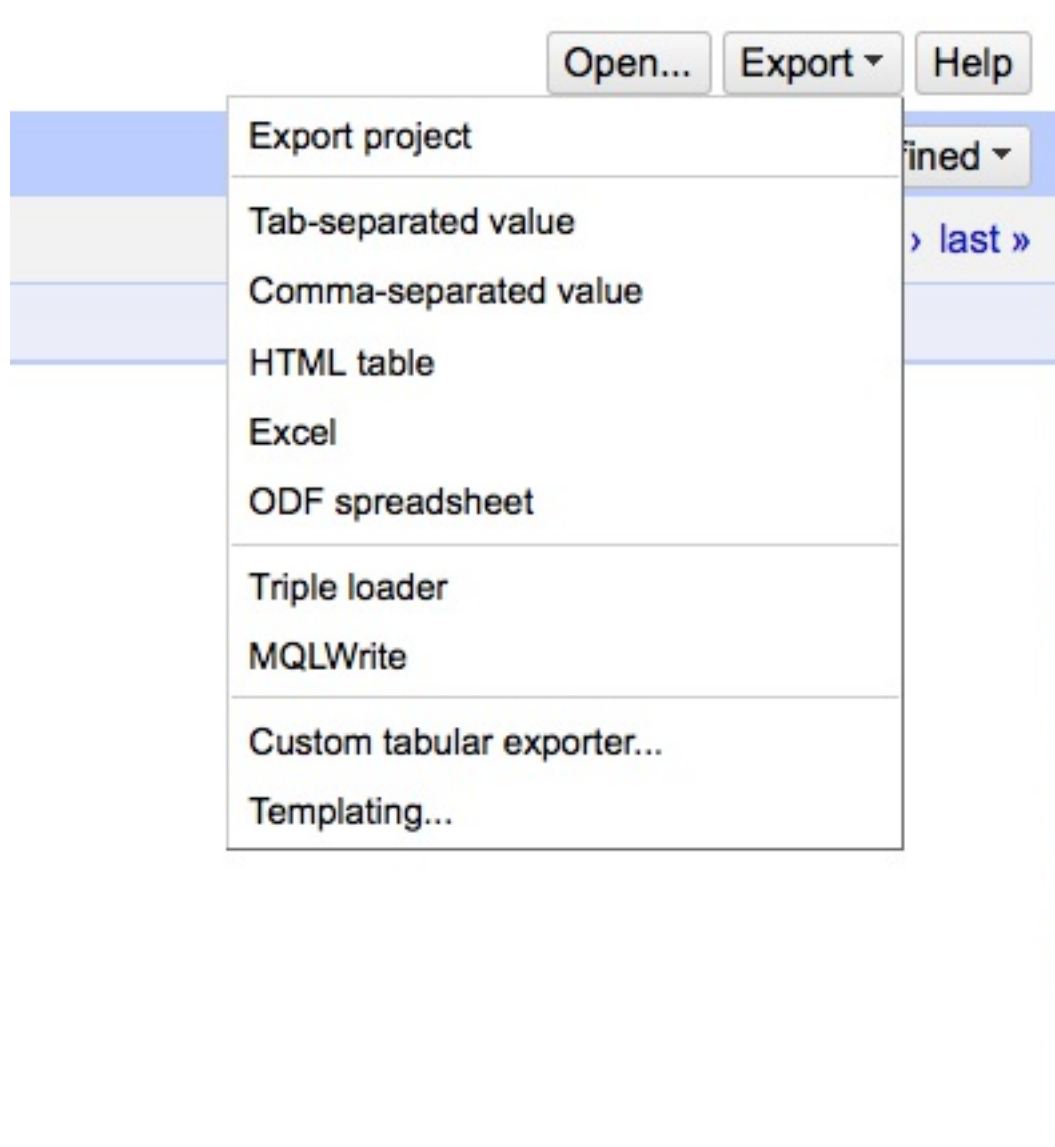 Open... Export Help
Export project
fined
Tab-separated value
› last »
Comma-separated value
HTML table
Excel
ODF spreadsheet
Triple loader
MQLWrite
Custom tabular exporter...
Templating...